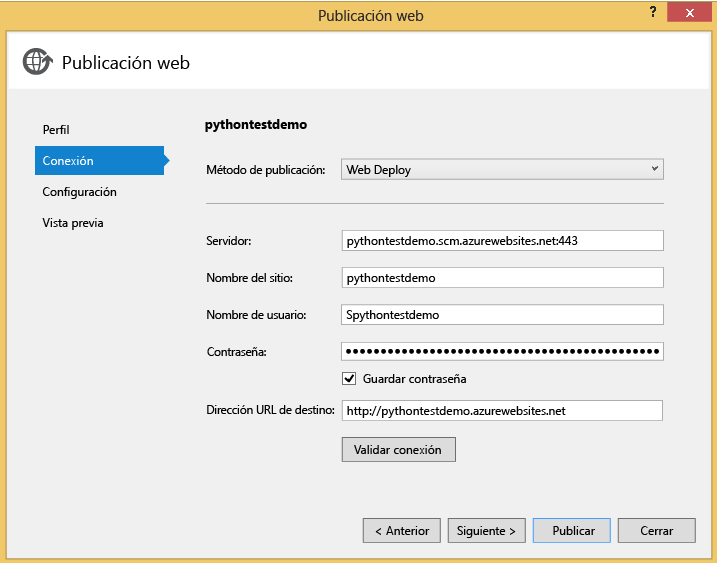 Publicación web
?
x
Publicación web
Perfil
Conexión
Configuración
Vista previa
pythontestdemo
Método de publicación: Web Deploy
Servidor: pythontestdemo.scm.azurewebsites.net:443
Nombre del sitio: pythontestdemo
Nombre de usuario: Spythontestdemo
Contraseña: ●●●●●●●●●●●●●●●●●●●●●●●●●●●●●●●●●●●●●●●●
Guardar contraseña
Dirección URL de destino: http://pythontestdemo.azurewebsites.net
Validar conexión
< Anterior Siguiente > Publicar Cerrar